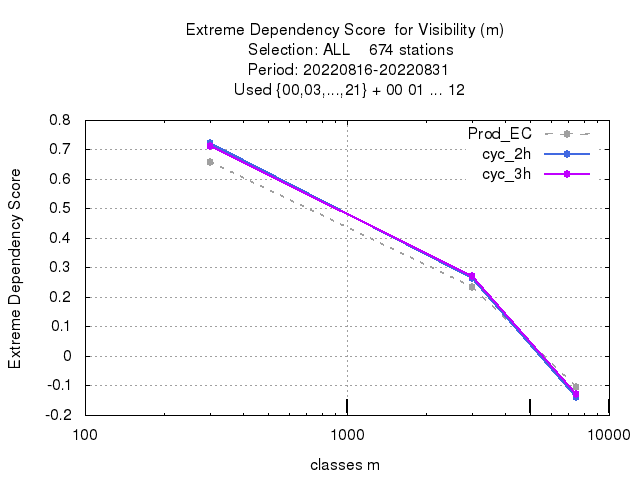 Extreme Dependency Score  for Visibility (m)
Selection: ALL    674 stations
Period: 20220816-20220831
Used {00,03,...,21} + 00 01 ... 12
Prod_EC
cyc_2h
cyc_3h
Extreme Dependency Score
0.8
0.7
0.6
0.5
0.4
0.3
0.2
0.1
0
-0.1
-0.2
100 1000 10000
classes m